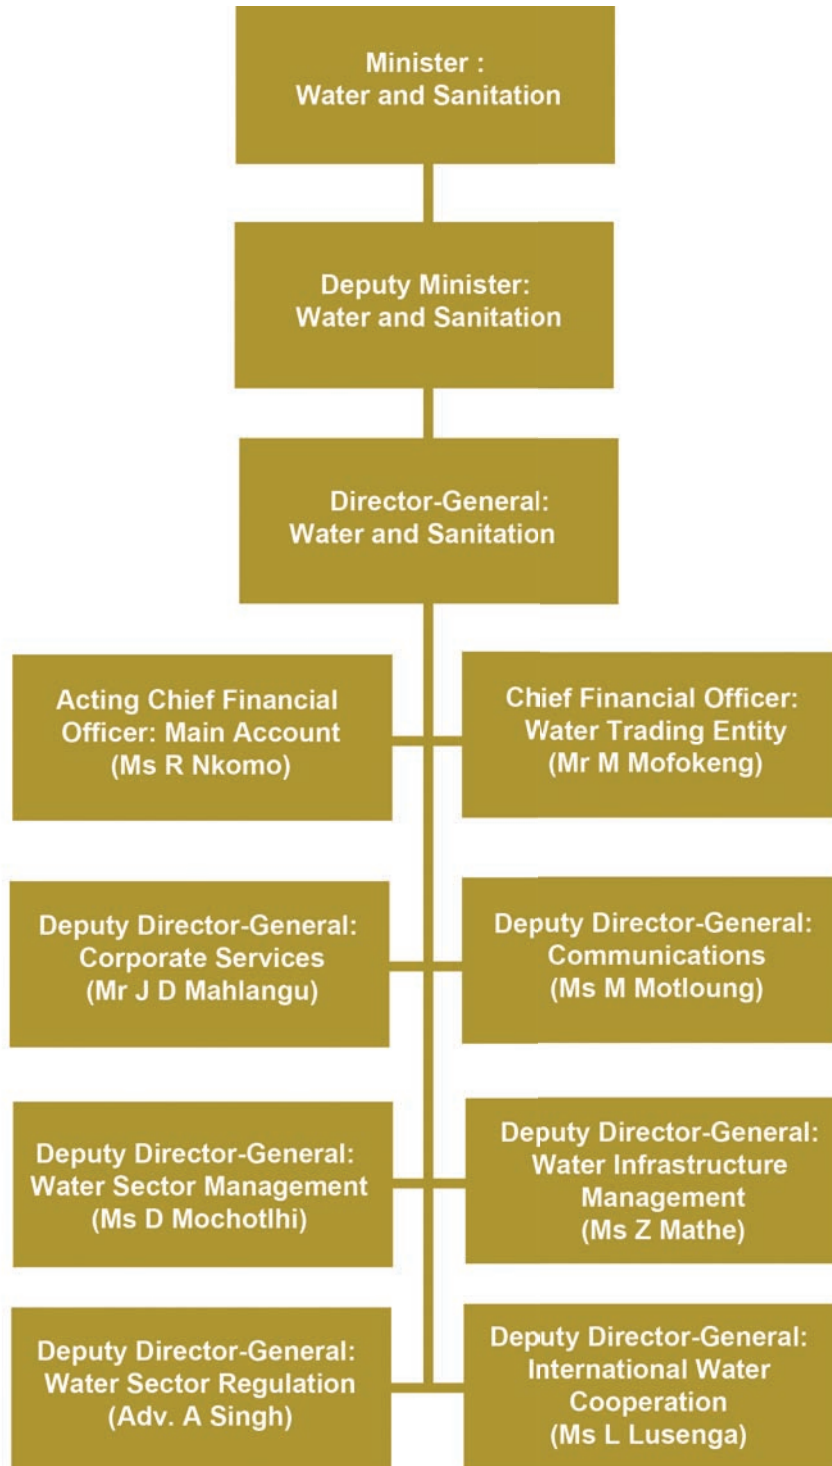 Minister :
Water and Sanitation
Deputy Minister:
Water and Sanitation
Director-General:
Water and Sanitation
Acting Chief Financial
Officer: Main Account
(Ms R Nkomo)
Chief Financial Officer:
Water Trading Entity
(Mr M Mofokeng)
Deputy Director-General:
Corporate Services
(Mr J D Mahlangu)
Deputy Director-General:
Communications
(Ms M Motloung)
Deputy Director-General:
Water Sector Management
(Ms D Mochotlhi)
Deputy Director-General:
Water Infrastructure
Management
(Ms Z Mathe)
Deputy Director-General:
Water Sector Regulation
(Adv. A Singh)
Deputy Director-General:
International Water
Cooperation
(Ms L Lusenga)